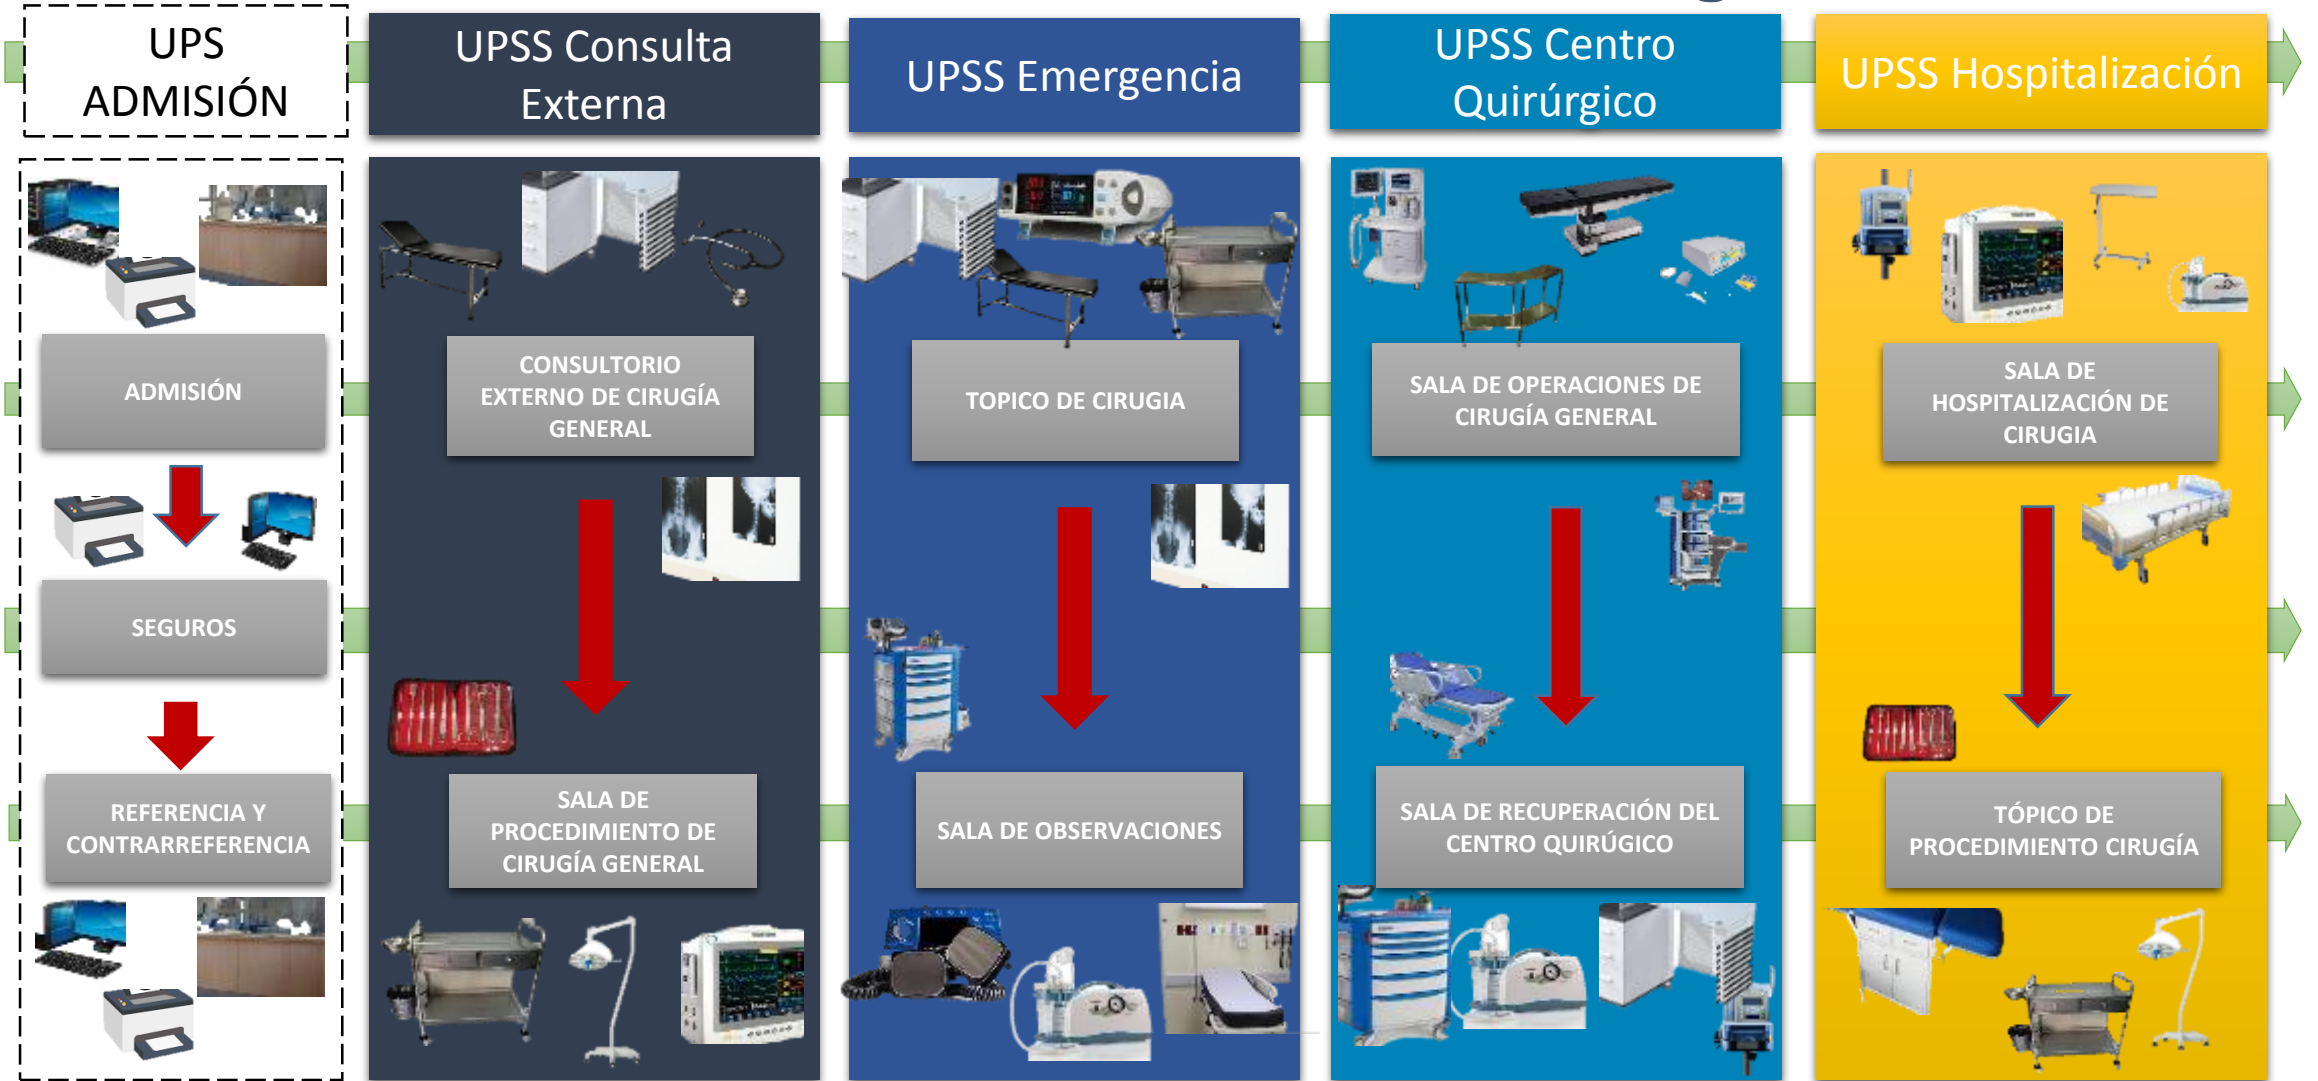 UPS
ADMISIÓN
UPSS Consulta
Externa
UPSS Emergencia
UPSS Centro
Quirúrgico
UPSS Hospitalización
ADMISIÓN
CONSULTORIO
EXTERNO DE CIRUGÍA
GENERAL
TOPICO DE CIRUGIA
SALA DE OPERACIONES DE
CIRUGÍA GENERAL
SALA DE
HOSPITALIZACIÓN DE
CIRUGIA
SEGUROS
REFERENCIA Y
CONTRARREFERENCIA
SALA DE
PROCEDIMIENTO DE
CIRUGÍA GENERAL
SALA DE OBSERVACIONES
SALA DE RECUPERACIÓN DEL
CENTRO QUIRÚGICO
TÓPICO DE
PROCEDIMIENTO CIRUGÍA